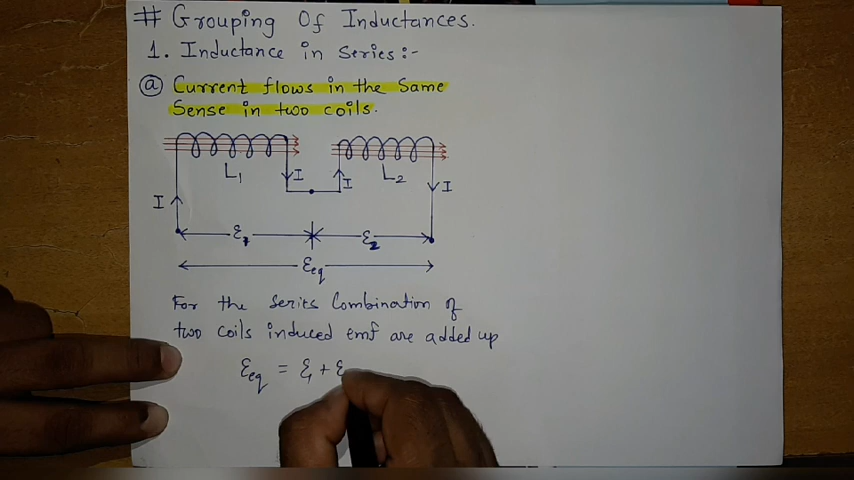 # Grouping Of Inductances.
1. Inductance in Series:-
ⓐ Current flows in the Same
Sense in two coils.
L₁ L₂
I I I I
ε₁ ε₂
εeq
For the Series Combination of
two coils induced emf are added up
εeq = ε₁ + ε